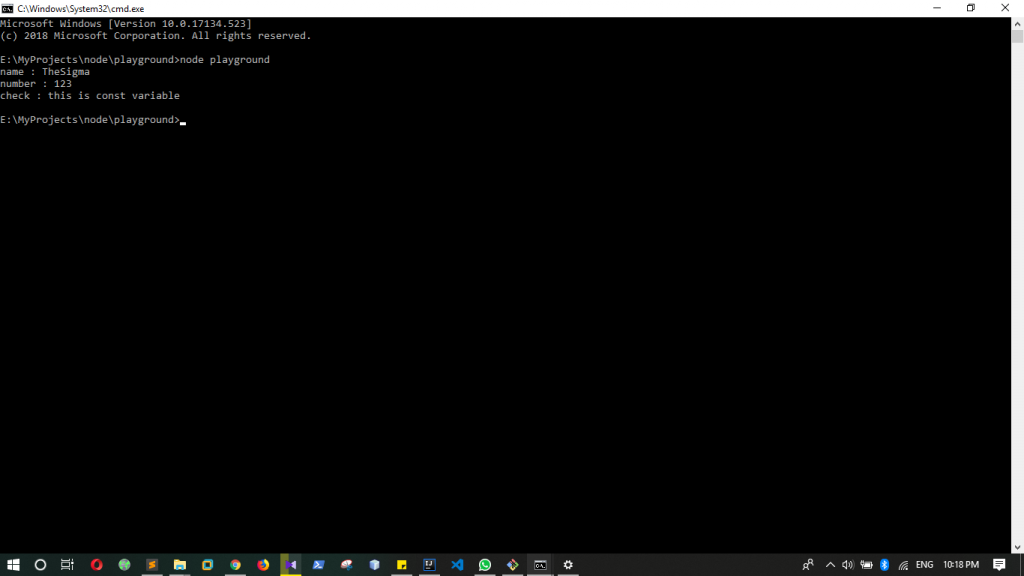 C:\Windows\System32\cmd.exe
Microsoft Windows [Version 10.0.17134.523]
(c) 2018 Microsoft Corporation. All rights reserved.
E:\MyProjects\node\playground>node playground
name : TheSigma
number : 123
check : this is const variable
E:\MyProjects\node\playground>
ENG 10:18 PM